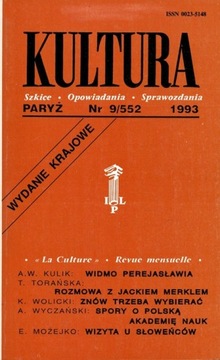 ISSN 0023-5148
KULTURA
Szkice • Opowiadania • Sprawozdania
PARYŻ Nr 9/552 1993
WYDANIE KRAJOWE
I L
P
• « La Culture » • Revue mensuelle •
A.W. KULIK: WIDMO PEREJASŁAWIA
T. TORAŃSKA:
ROZMOWA Z JACKIEM MERKLEM
K. WOLICKI: ZNÓW TRZEBA WYBIERAĆ
A. WYCZAŃSKI: SPORY O POLSKĄ
AKADEMIĘ NAUK
E. MOŻEJKO: WIZYTA U SŁOWEŃCÓW